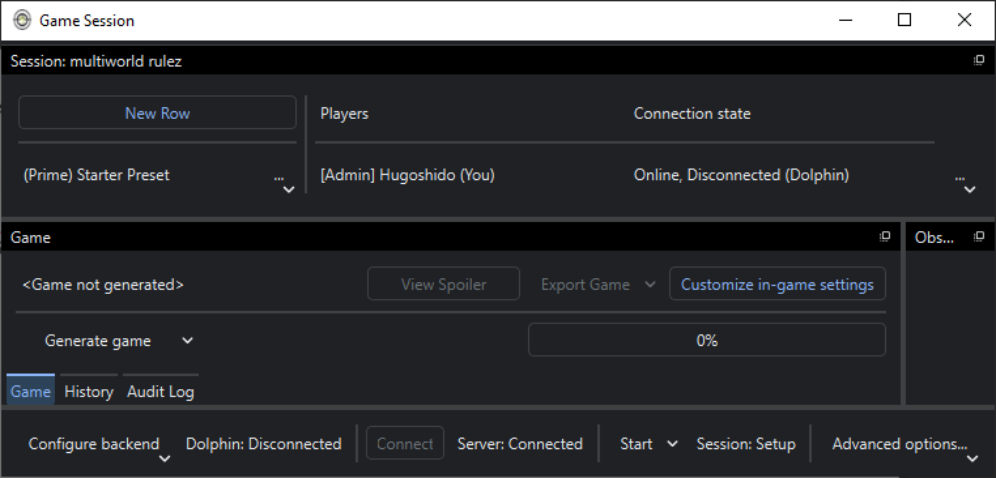 Game Session
Session: multiworld rulez
New Row Players Connection state
(Prime) Starter Preset ... [Admin] Hugoshido (You) Online, Disconnected (Dolphin) ...
Game Obs...
<Game not generated> View Spoiler Export Game Customize in-game settings
Generate game 0%
Game History Audit Log
Configure backend Dolphin: Disconnected Connect Server: Connected Start Session: Setup Advanced options...